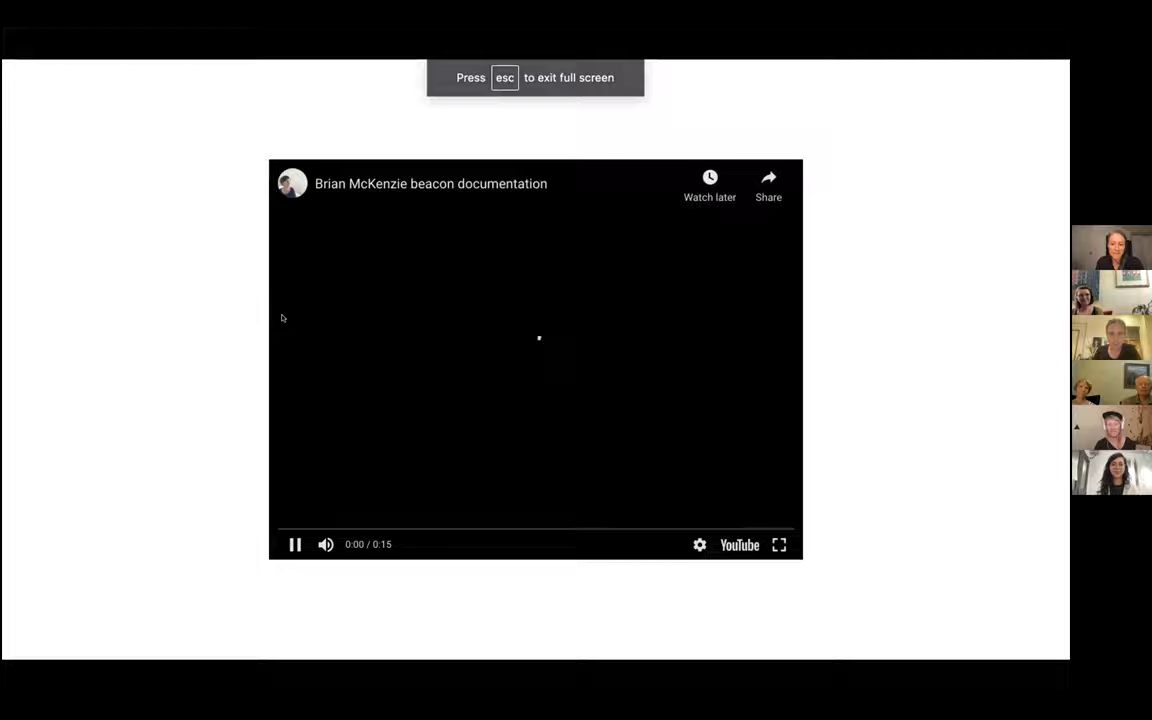 Press esc to exit full screen
Brian McKenzie beacon documentation
Watch later
Share
0:00 / 0:15
YouTube